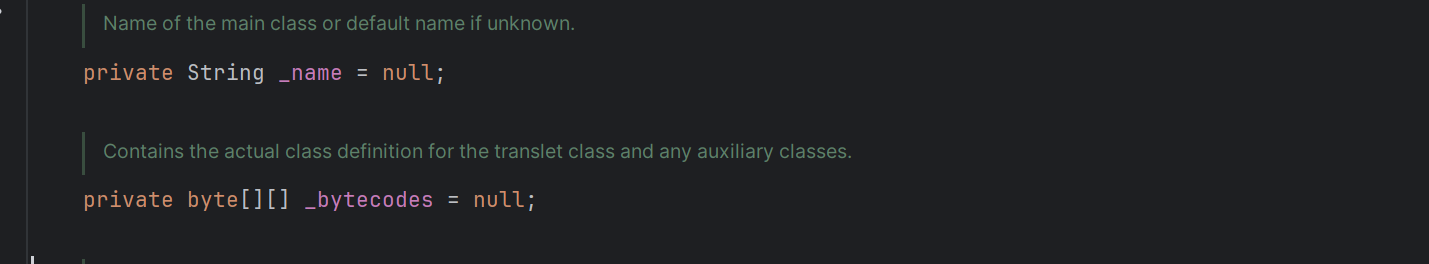 Name of the main class or default name if unknown.
private String _name = null;
Contains the actual class definition for the translet class and any auxiliary classes.
private byte[][] _bytecodes = null;